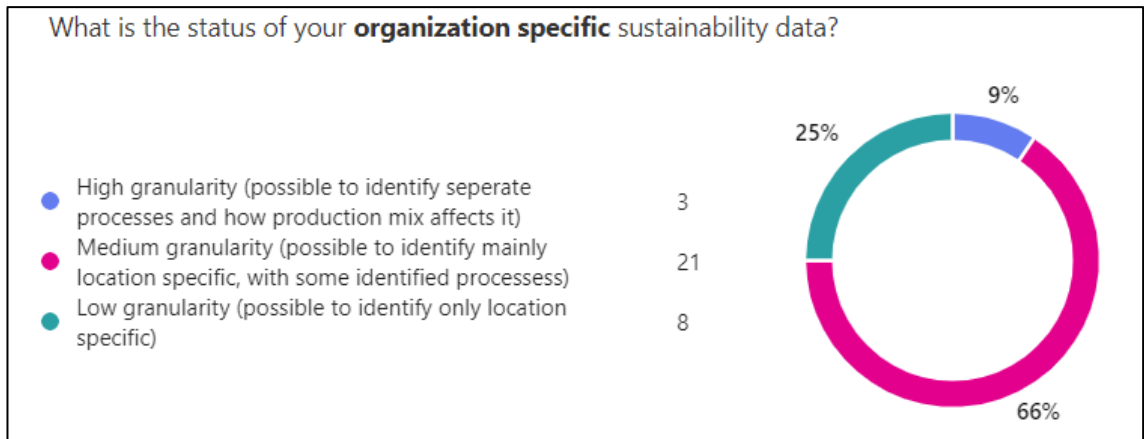 What is the status of your organization specific sustainability data?
High granularity (possible to identify seperate
processes and how production mix affects it)
3
Medium granularity (possible to identify mainly
location specific, with some identified processess)
21
Low granularity (possible to identify only location
specific)
8
9%
25%
66%